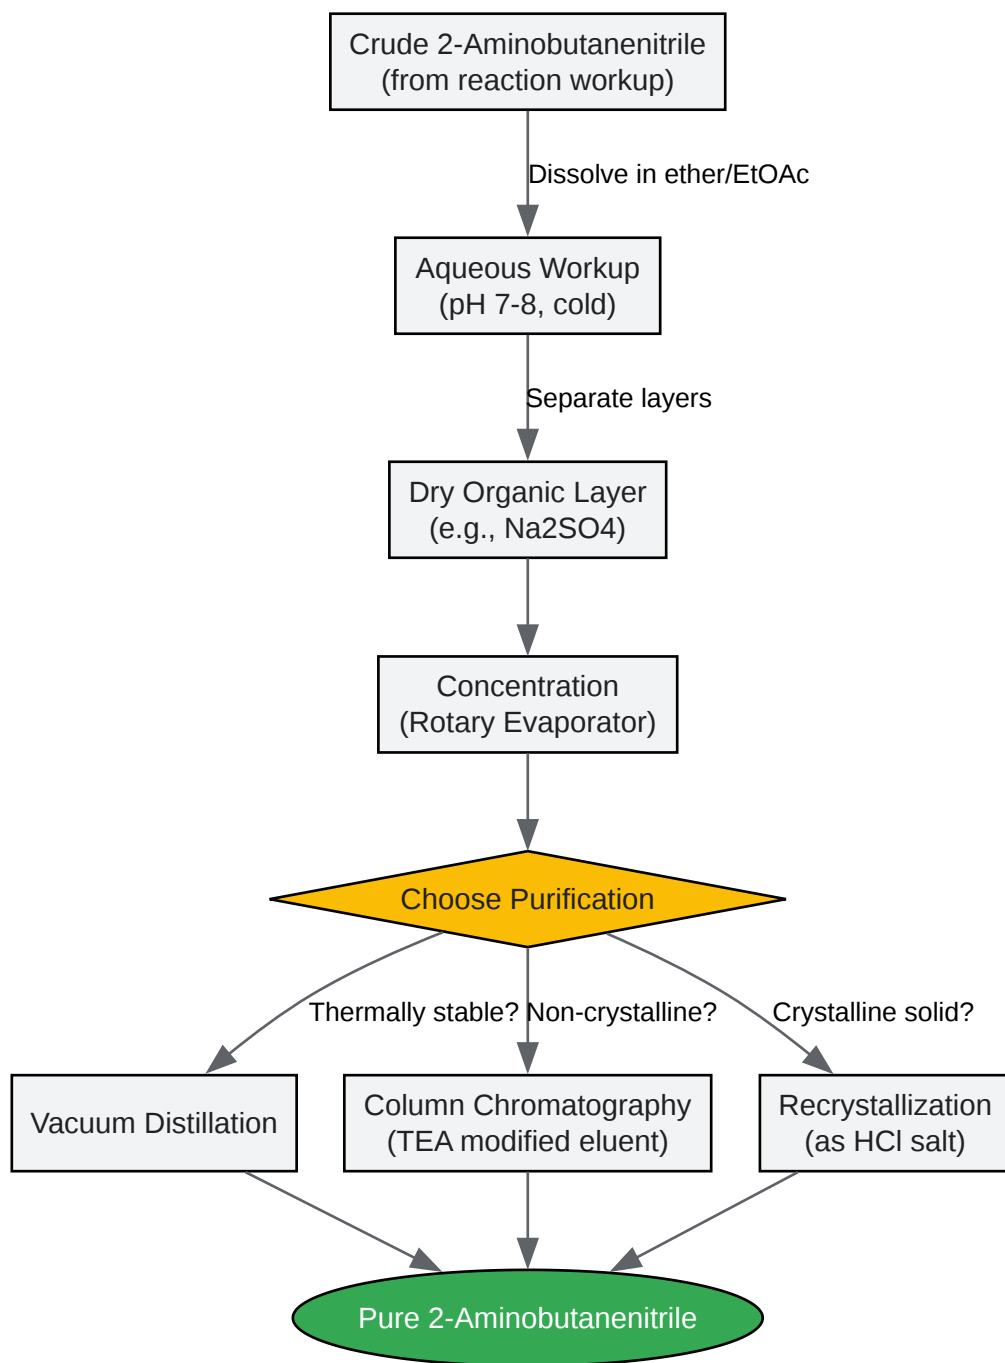 Crude 2-Aminobutanenitrile
(from reaction workup)
Dissolve in ether/EtOAc
Aqueous Workup
(pH 7-8, cold)
Separate layers
Dry Organic Layer
(e.g., Na2SO4)
Concentration
(Rotary Evaporator)
Choose Purification
Thermally stable?
Non-crystalline?
Crystalline solid?
Vacuum Distillation
Column Chromatography
(TEA modified eluent)
Recrystallization
(as HCl salt)
Pure 2-Aminobutanenitrile